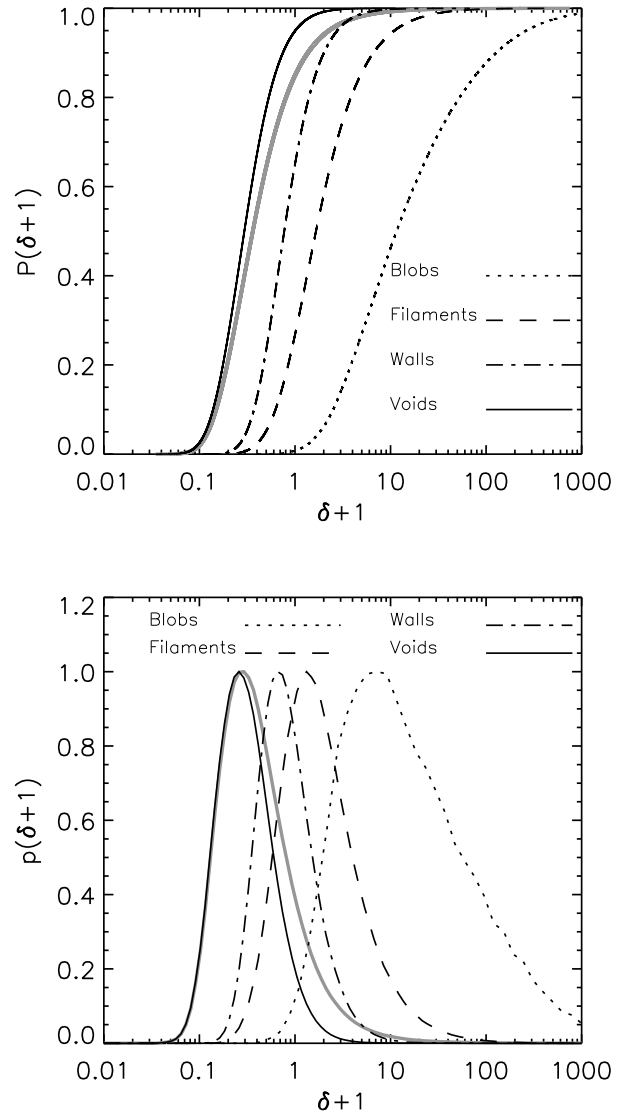 1.0
0.8
0.6
0.4
0.2
0.0
P(δ+1)
Blobs
Filaments
Walls
Voids
0.01 0.1 1 10 100 1000
δ+1
1.2
1.0
0.8
0.6
0.4
0.2
0.0
p(δ+1)
Blobs Walls
Filaments Voids
0.01 0.1 1 10 100 1000
δ+1